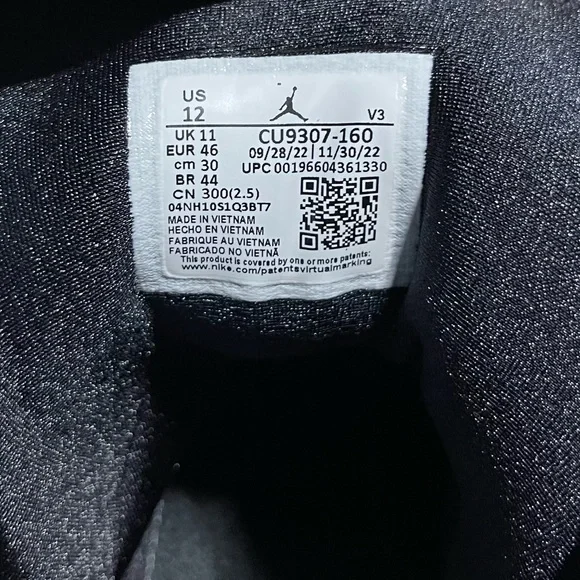 US
12
V3
UK 11
EUR 46
cm 30
BR 44
CN 300(2.5)
CU9307-160
09/28/22 | 11/30/22
UPC 00196604361330
04NH10S1Q3BT7
MADE IN VIETNAM
HECHO EN VIETNAM
FABRIQUE AU VIETNAM
FABRICADO NO VIETNÃ
This product is covered by one or more patents:
www.nike.com/patentsvirtualmarking